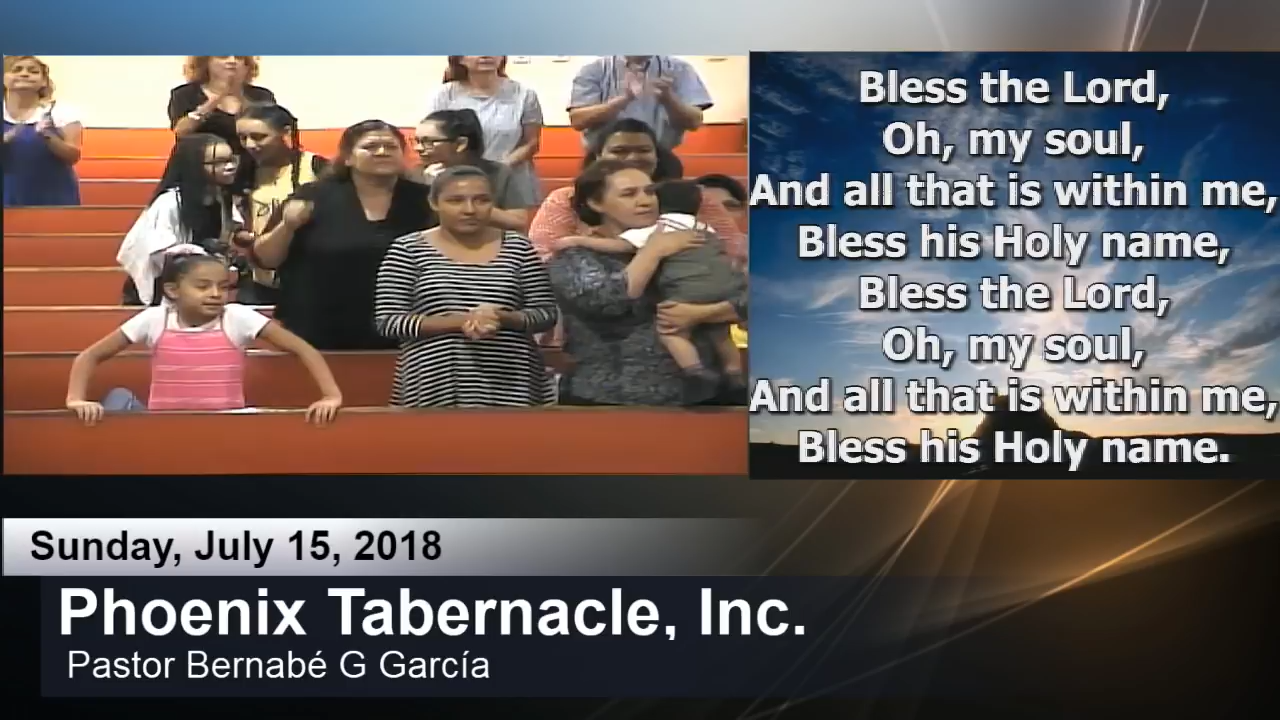 Bless the Lord,
Oh, my soul,
And all that is within me,
Bless his Holy name,
Bless the Lord,
Oh, my soul,
And all that is within me,
Bless his Holy name.
Sunday, July 15, 2018
Phoenix Tabernacle, Inc.
Pastor Bernabé G García